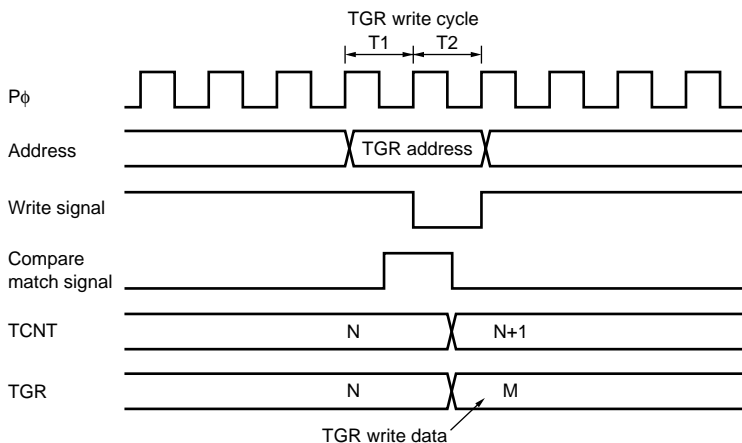 TGR write cycle
T1 T2
Pϕ
Address TGR address
Write signal
Compare
match signal
TCNT N N+1
TGR N M
TGR write data